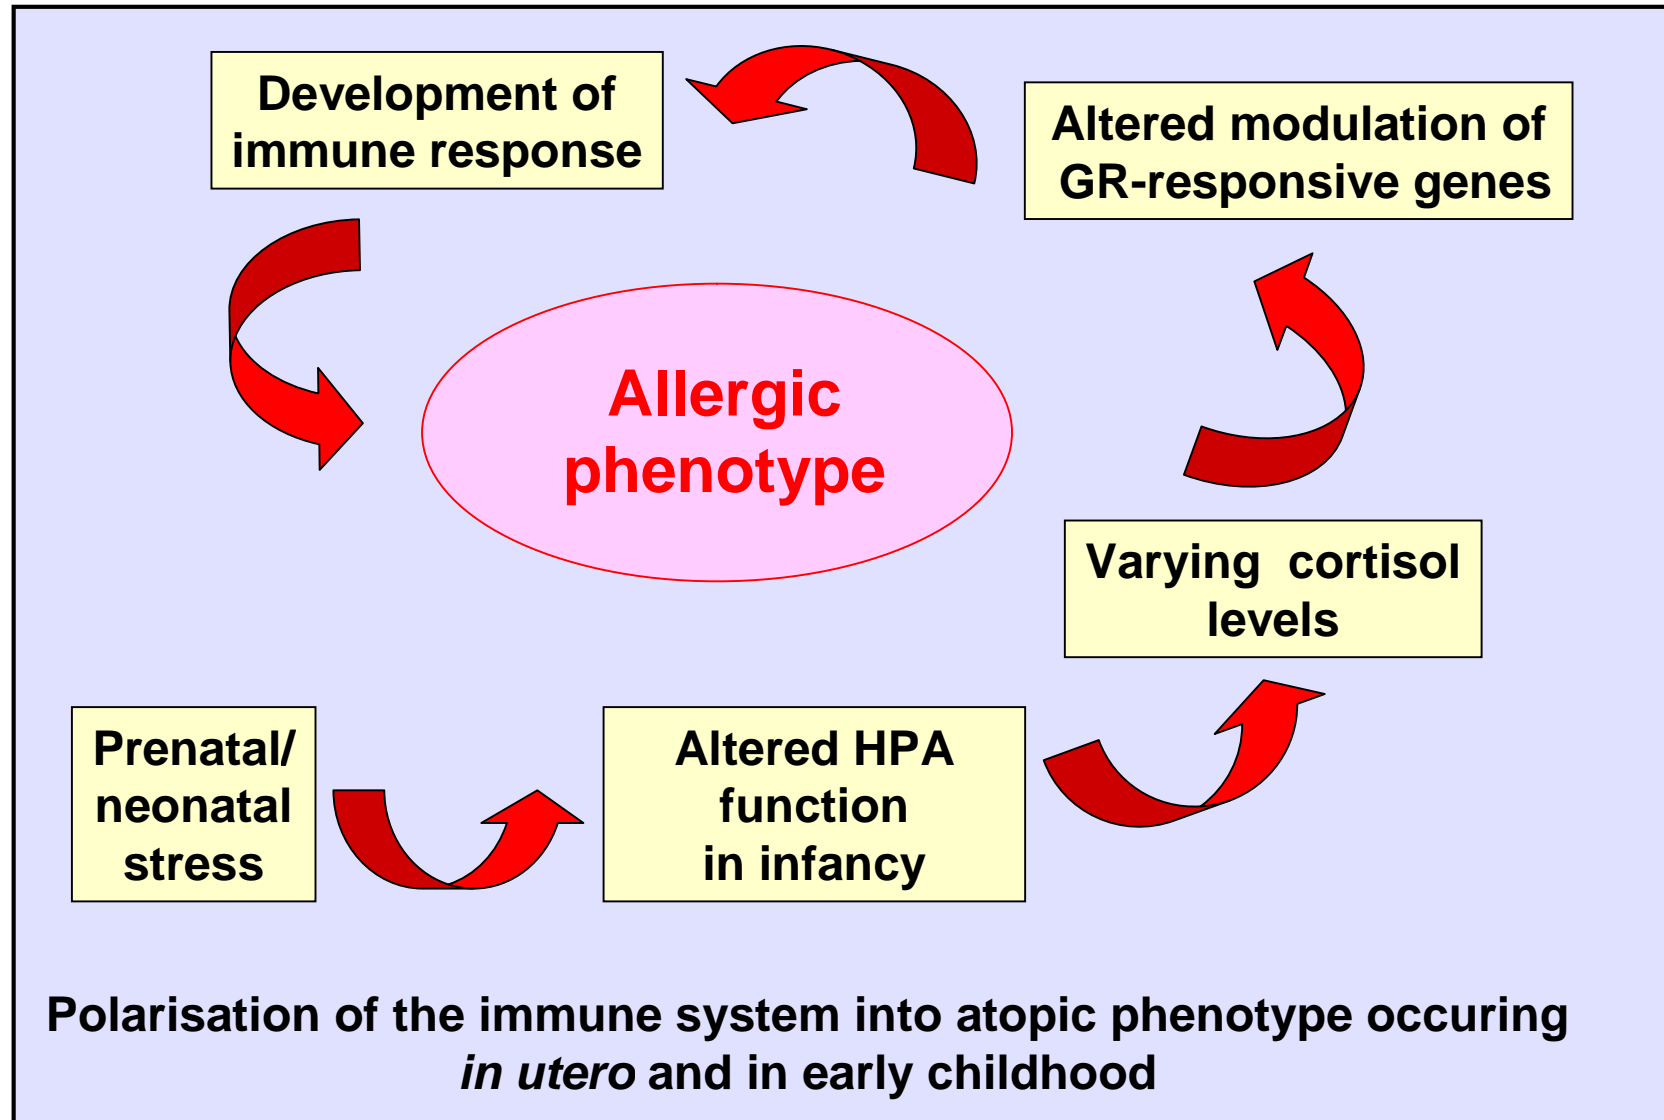 Development of
immune response
Altered modulation of
GR-responsive genes
Allergic
phenotype
Varying cortisol
levels
Prenatal/
neonatal
stress
Altered HPA
function
in infancy
Polarisation of the immune system into atopic phenotype occuring
in utero and in early childhood